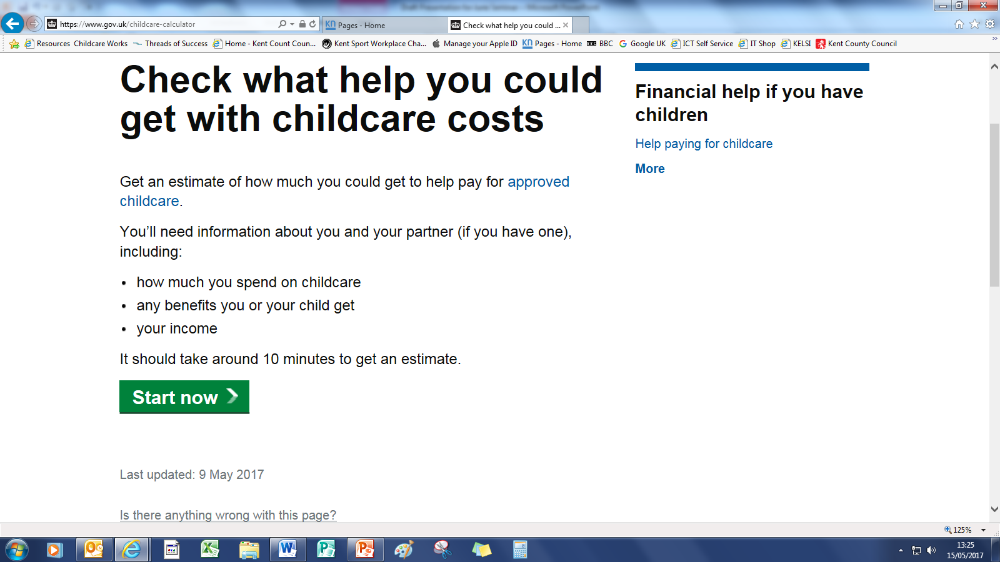 https://www.gov.uk/childcare-calculator
Pages - Home
Check what help you could ...
Resources Childcare Works Threads of Success Home - Kent Count Coun... Kent Sport Workplace Cha... Manage your Apple ID Pages - Home BBC Google UK ICT Self Service IT Shop KELSI Kent County Council
Check what help you could
get with childcare costs
Get an estimate of how much you could get to help pay for approved
childcare.
You’ll need information about you and your partner (if you have one),
including:
• how much you spend on childcare
• any benefits you or your child get
• your income
It should take around 10 minutes to get an estimate.
Start now
Last updated: 9 May 2017
Is there anything wrong with this page?
Financial help if you have
children
Help paying for childcare
More
125%
13:25
15/05/2017